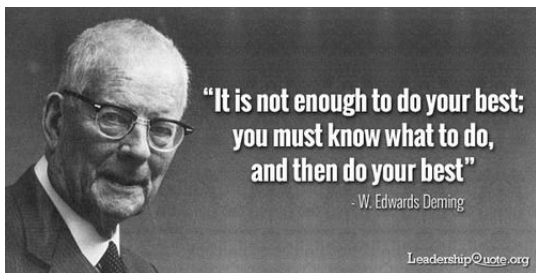 “It is not enough to do your best;
you must know what to do,
and then do your best”
- W. Edwards Deming
LeadershipQuote.org